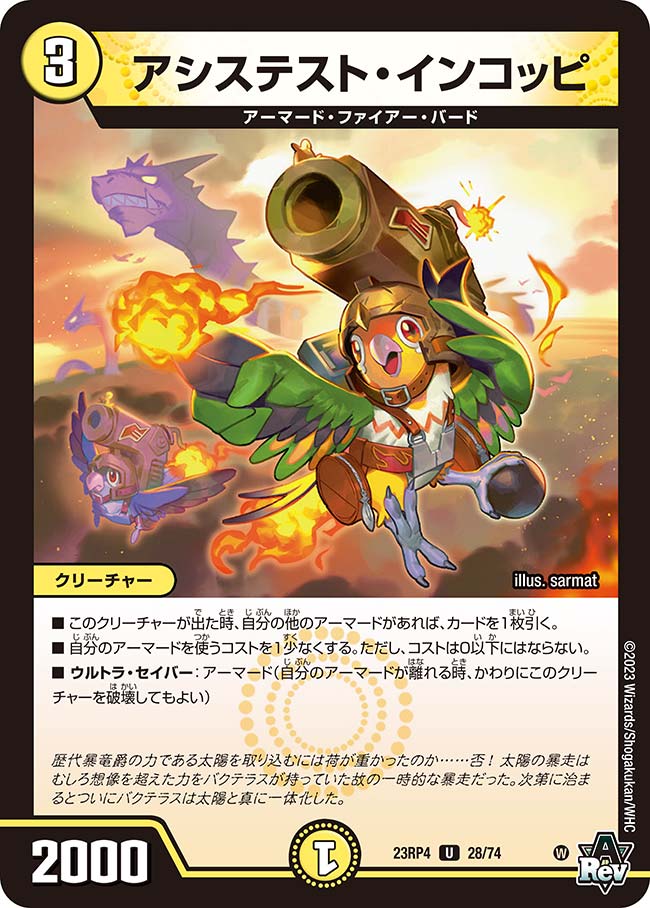 3
アシステスト・インコッピ
アーマード・ファイアー・バード
クリーチャー
illus. sarmat
■ このクリーチャーが出た時、自分の他のアーマードがあれば、カードを1枚引く。
■ 自分のアーマードを使うコストを1少なくする。ただし、コストは0以下にはならない。
■ ウルトラ・セイバー：アーマード（自分のアーマードが離れる時、かわりにこのクリー
チャーを破壊してもよい）
歴代暴竜爵の力である太陽を取り込むには荷が重かったのか……否！ 太陽の暴走は
むしろ想像を超えた力をバクテラスが持っていた故の一時的な暴走だった。次第に治ま
るとついにバクテラスは太陽と真に一体化した。
©2023 Wizards/Shogakukan/WHC
2000
1
23RP4 U 28/74
W
A
Rev